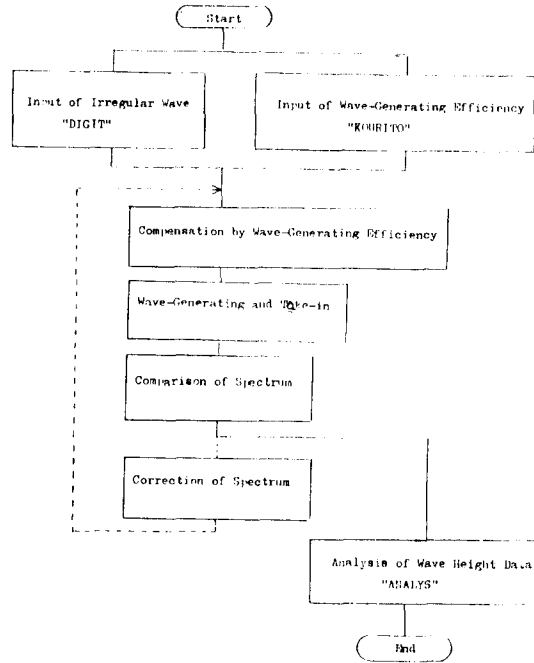 Start
Input of Irregular Wave
"DIGIT"
Input of Wave-Generating Efficiency
"KOURITO"
Compensation by Wave-Generating Efficiency
Wave-Generating and Take-in
Comparison of Spectrum
Correction of Spectrum
Analysis of Wave Height Data
"ANALYS"
End